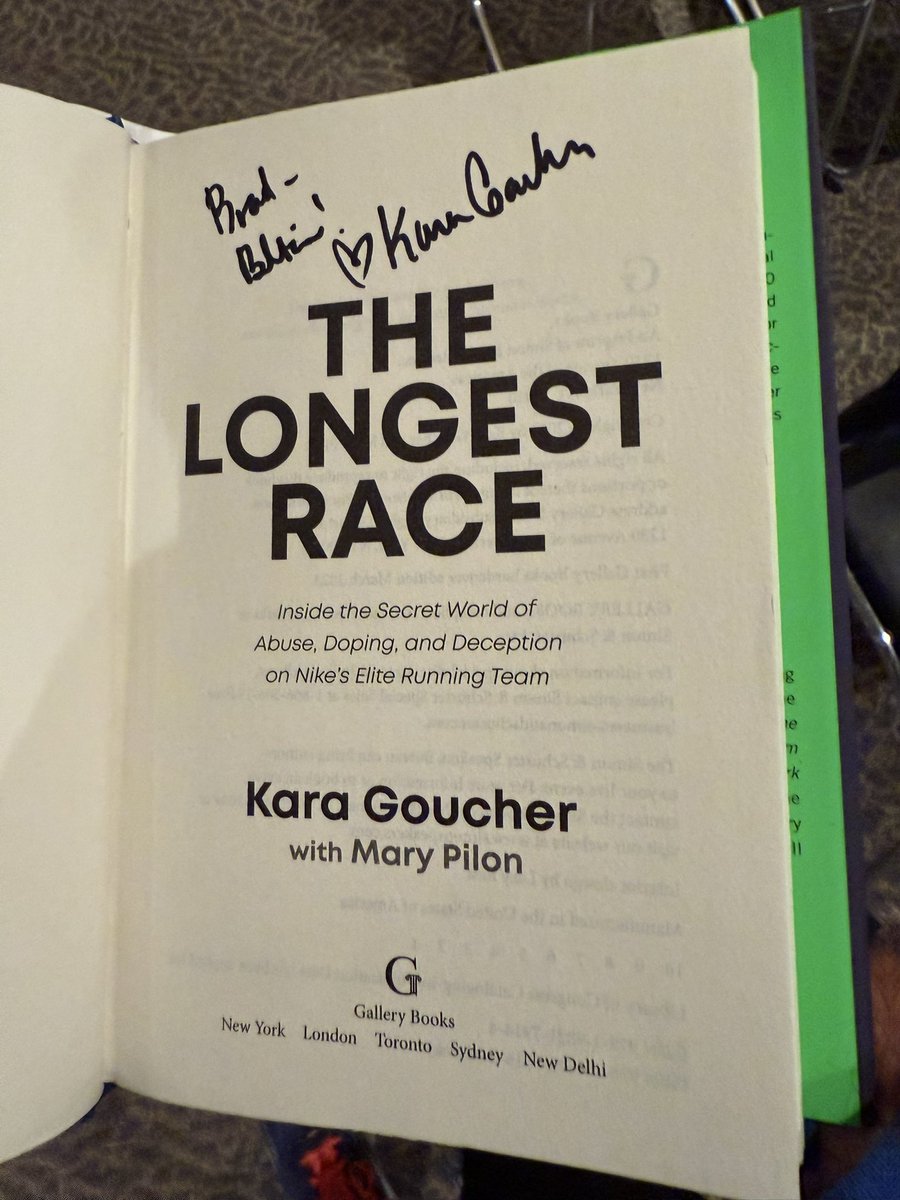 Brad-
Believe!
♡ Kara Goucher
THE
LONGEST
RACE
Inside the Secret World of
Abuse, Doping, and Deception
on Nike's Elite Running Team
Kara Goucher
with Mary Pilon
G
Gallery Books
New York London Toronto Sydney New Delhi